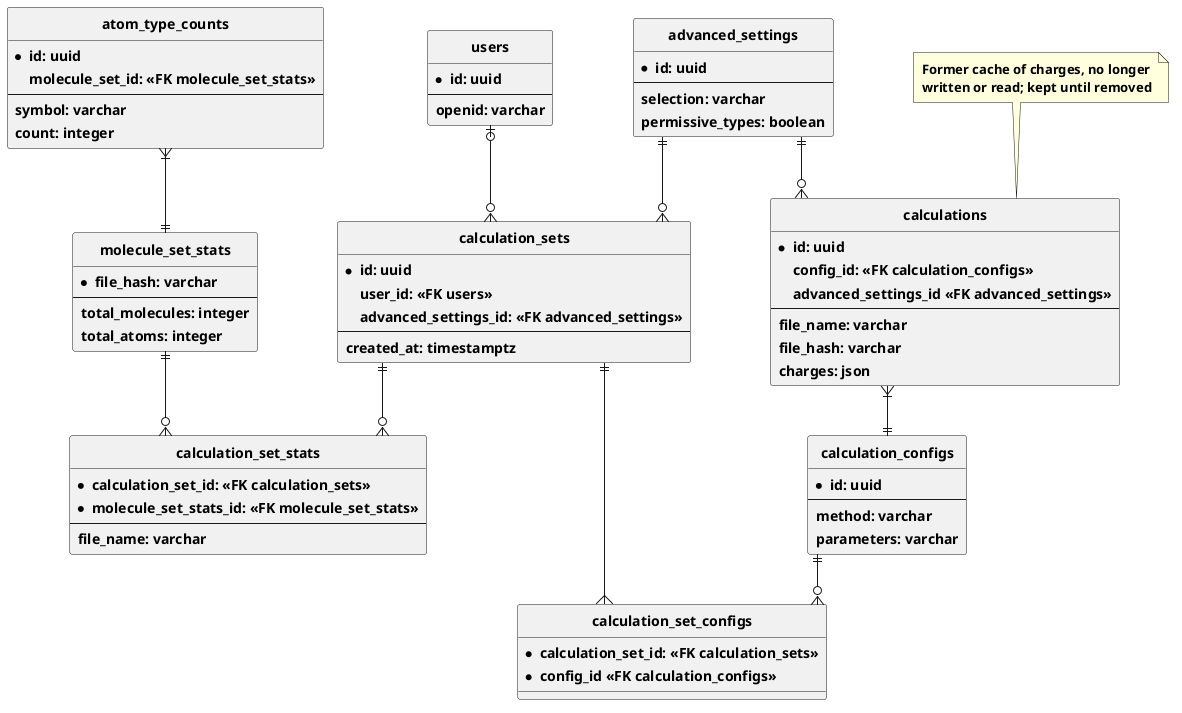 atom_type_counts
* id: uuid
molecule_set_id: «FK molecule_set_stats»
symbol: varchar
count: integer
users
* id: uuid
openid: varchar
advanced_settings
* id: uuid
selection: varchar
permissive_types: boolean
Former cache of charges, no longer
written or read; kept until removed
molecule_set_stats
* file_hash: varchar
total_molecules: integer
total_atoms: integer
calculation_sets
* id: uuid
user_id: «FK users»
advanced_settings_id: «FK advanced_settings»
created_at: timestamptz
calculations
* id: uuid
config_id: «FK calculation_configs»
advanced_settings_id «FK advanced_settings»
file_name: varchar
file_hash: varchar
charges: json
calculation_set_stats
* calculation_set_id: «FK calculation_sets»
* molecule_set_stats_id: «FK molecule_set_stats»
file_name: varchar
calculation_configs
* id: uuid
method: varchar
parameters: varchar
calculation_set_configs
* calculation_set_id: «FK calculation_sets»
* config_id «FK calculation_configs»